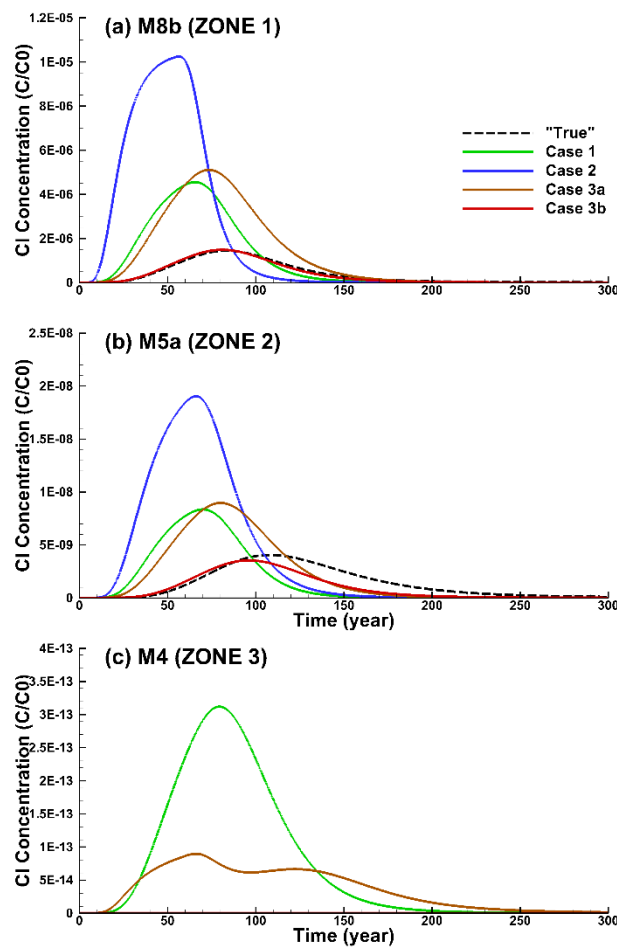 (a) M8b (ZONE 1)
CI Concentration (C/C0)
1.2E-05
1E-05
8E-06
6E-06
4E-06
2E-06
0
0 50 100 150 200 250 300
"True"
Case 1
Case 2
Case 3a
Case 3b
(b) M5a (ZONE 2)
CI Concentration (C/C0)
2.5E-08
2E-08
1.5E-08
1E-08
5E-09
0
0 50 100 150 200 250 300
Time (year)
(c) M4 (ZONE 3)
CI Concentration (C/C0)
4E-13
3.5E-13
3E-13
2.5E-13
2E-13
1.5E-13
1E-13
5E-14
0
0 50 100 150 200 250 300
Time (year)